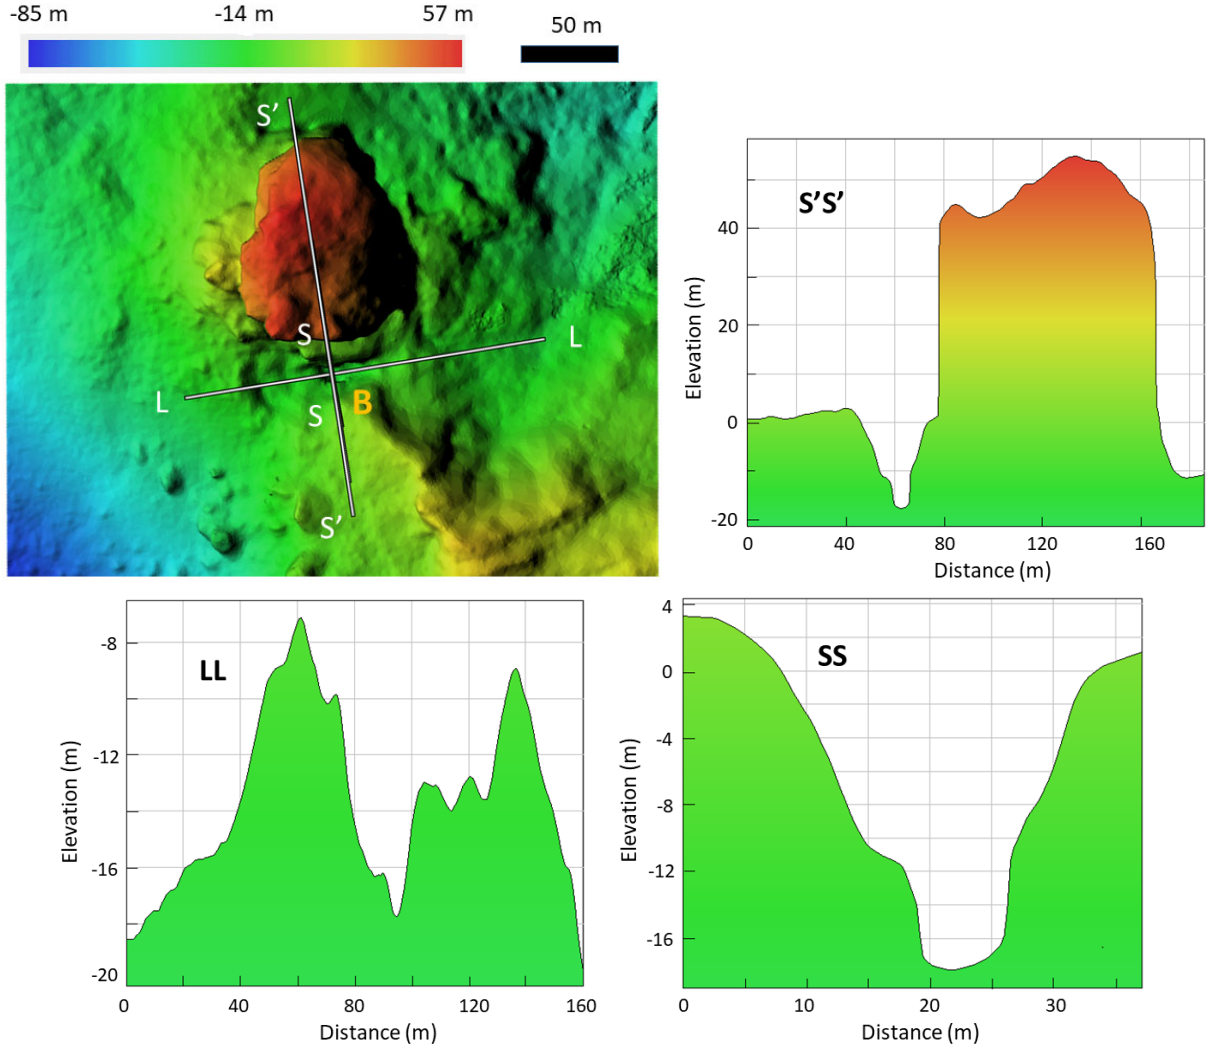 -85 m -14 m 57 m
50 m
S’
S
L
L
B
S
S’
S’S’
40
20
0
-20
0 40 80 120 160
Elevation (m)
Distance (m)
LL
-8
-12
-16
-20
0 40 80 120 160
Elevation (m)
Distance (m)
SS
4
0
-4
-8
-12
-16
0 10 20 30
Elevation (m)
Distance (m)